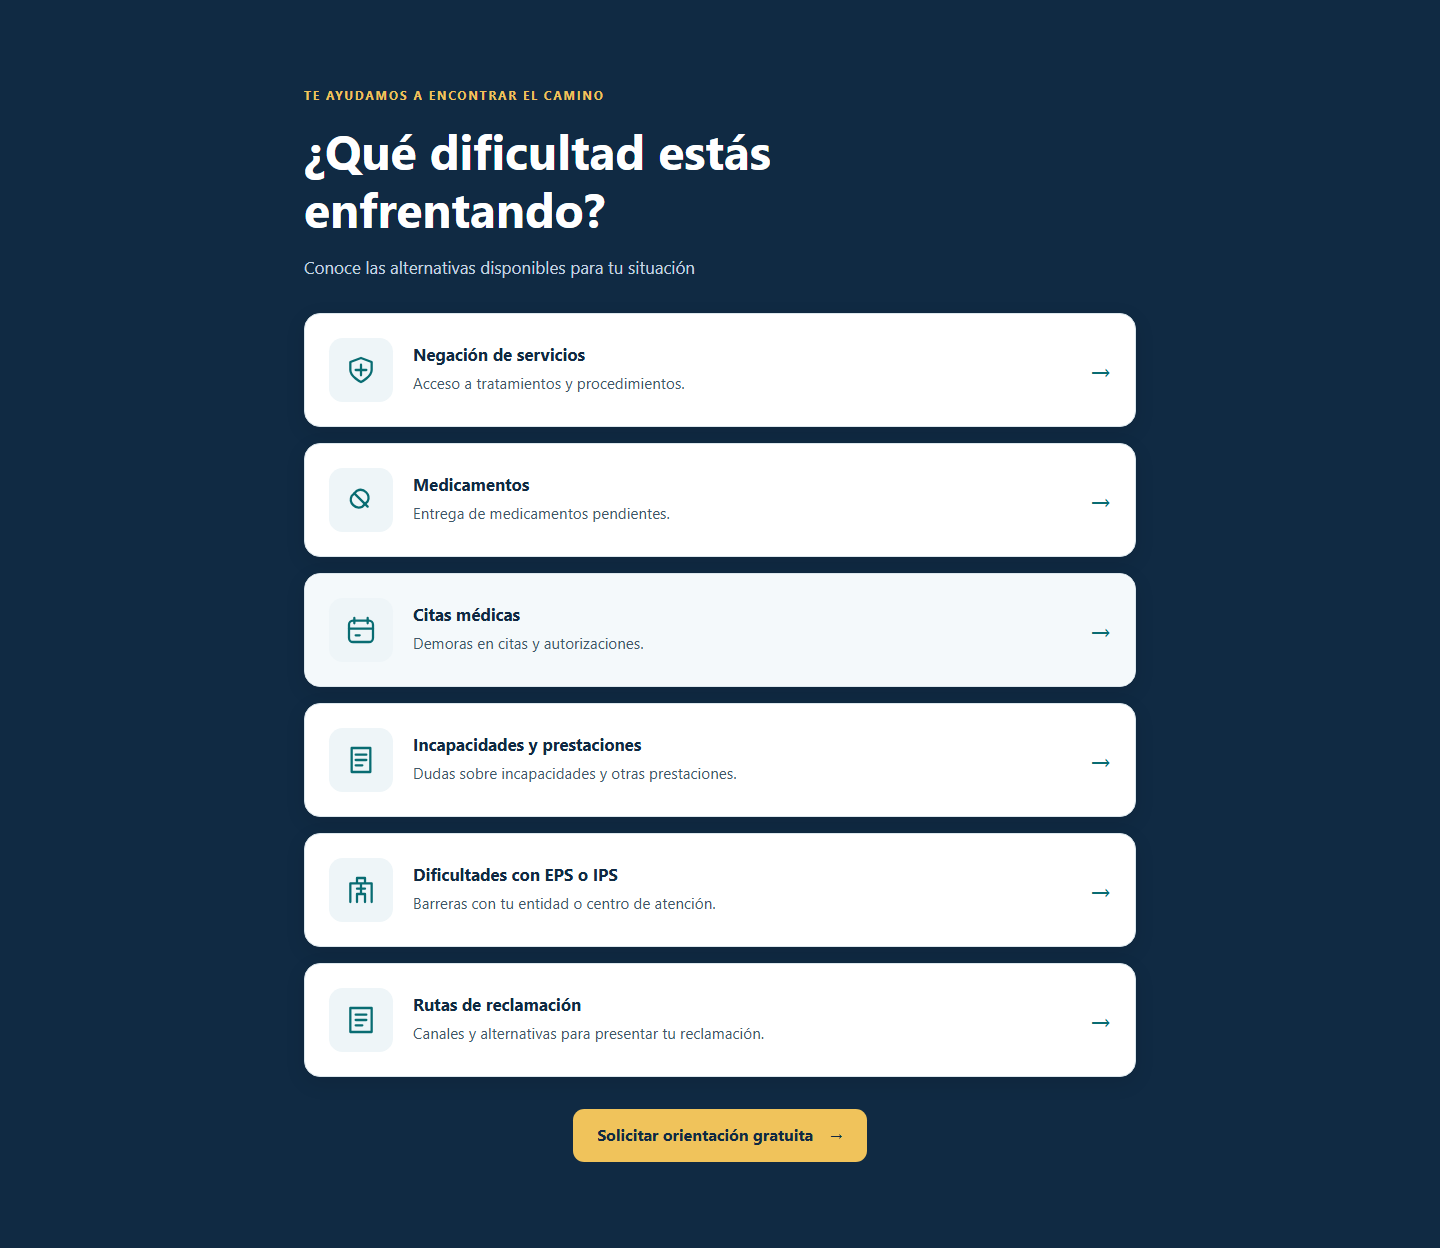 TE AYUDAMOS A ENCONTRAR EL CAMINO
¿Qué dificultad estás
enfrentando?
Conoce las alternativas disponibles para tu situación
Negación de servicios
Acceso a tratamientos y procedimientos.
→
Medicamentos
Entrega de medicamentos pendientes.
→
Citas médicas
Demoras en citas y autorizaciones.
→
Incapacidades y prestaciones
Dudas sobre incapacidades y otras prestaciones.
→
Dificultades con EPS o IPS
Barreras con tu entidad o centro de atención.
→
Rutas de reclamación
Canales y alternativas para presentar tu reclamación.
→
Solicitar orientación gratuita →